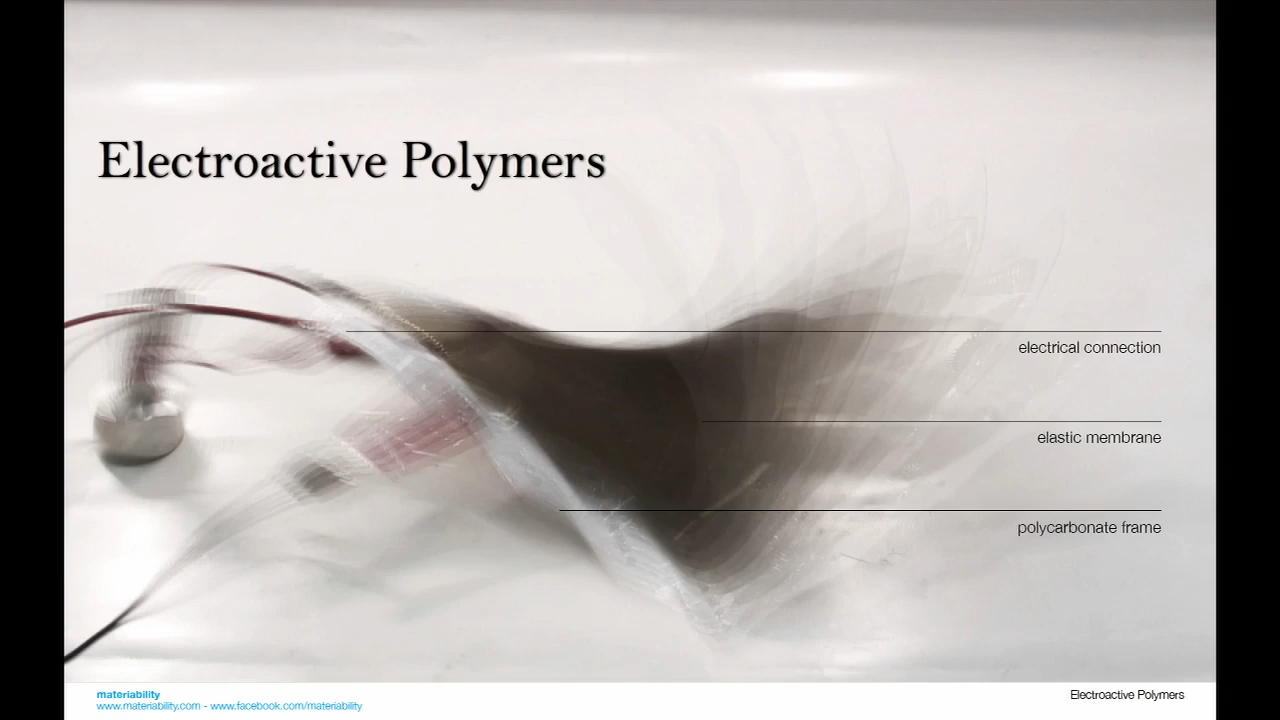 Electroactive Polymers
electrical connection
elastic membrane
polycarbonate frame
materiability
www.materiability.com - www.facebook.com/materiability
Electroactive Polymers